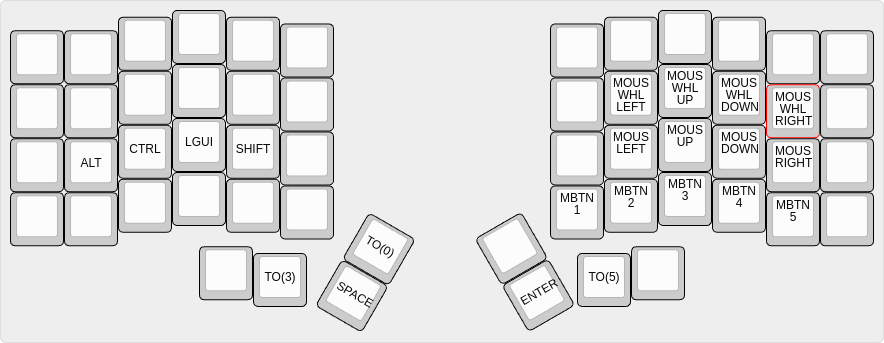 ALT
CTRL
LGUI
SHIFT
MOUS
WHL
LEFT
MOUS
WHL
UP
MOUS
WHL
DOWN
MOUS
WHL
RIGHT
MOUS
LEFT
MOUS
UP
MOUS
DOWN
MOUS
RIGHT
MBTN
1
MBTN
2
MBTN
3
MBTN
4
MBTN
5
TO(3)
TO(0)
SPACE
ENTER
TO(5)